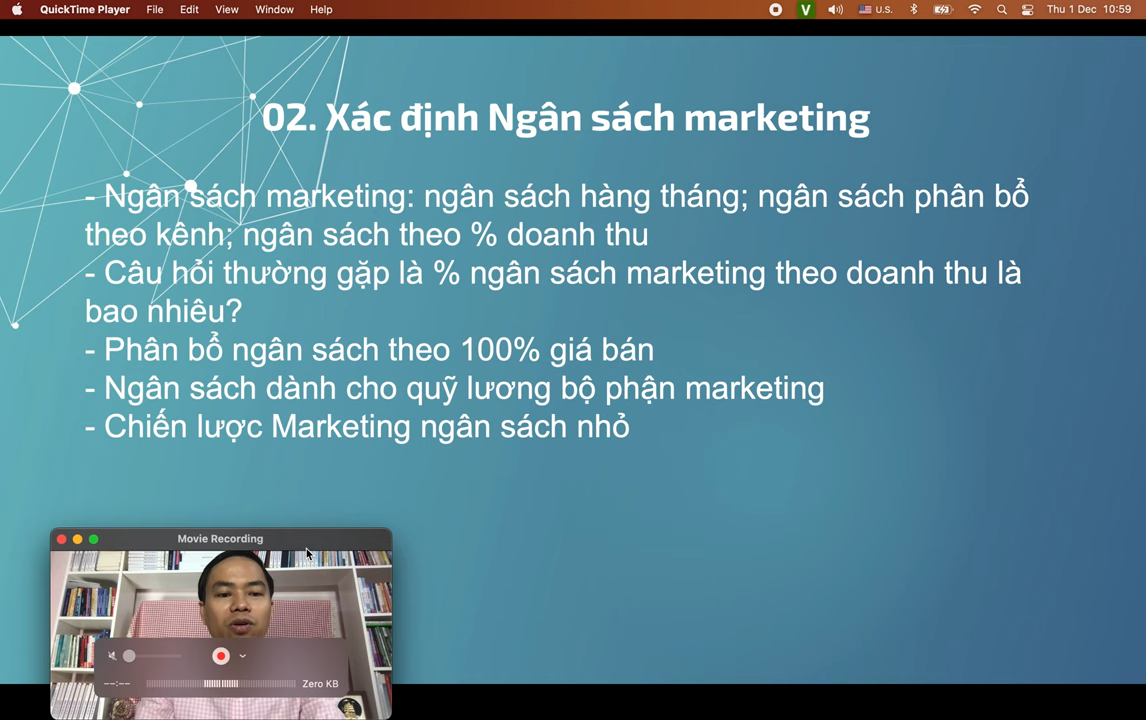 QuickTime Player File Edit View Window Help V U.S. Thu 1 Dec 10:59
02. Xác định Ngân sách marketing
- Ngân sách marketing: ngân sách hàng tháng; ngân sách phân bổ
theo kênh; ngân sách theo % doanh thu
- Câu hỏi thường gặp là % ngân sách marketing theo doanh thu là
bao nhiêu?
- Phân bổ ngân sách theo 100% giá bán
- Ngân sách dành cho quỹ lương bộ phận marketing
- Chiến lược Marketing ngân sách nhỏ
Movie Recording
--:-- Zero KB